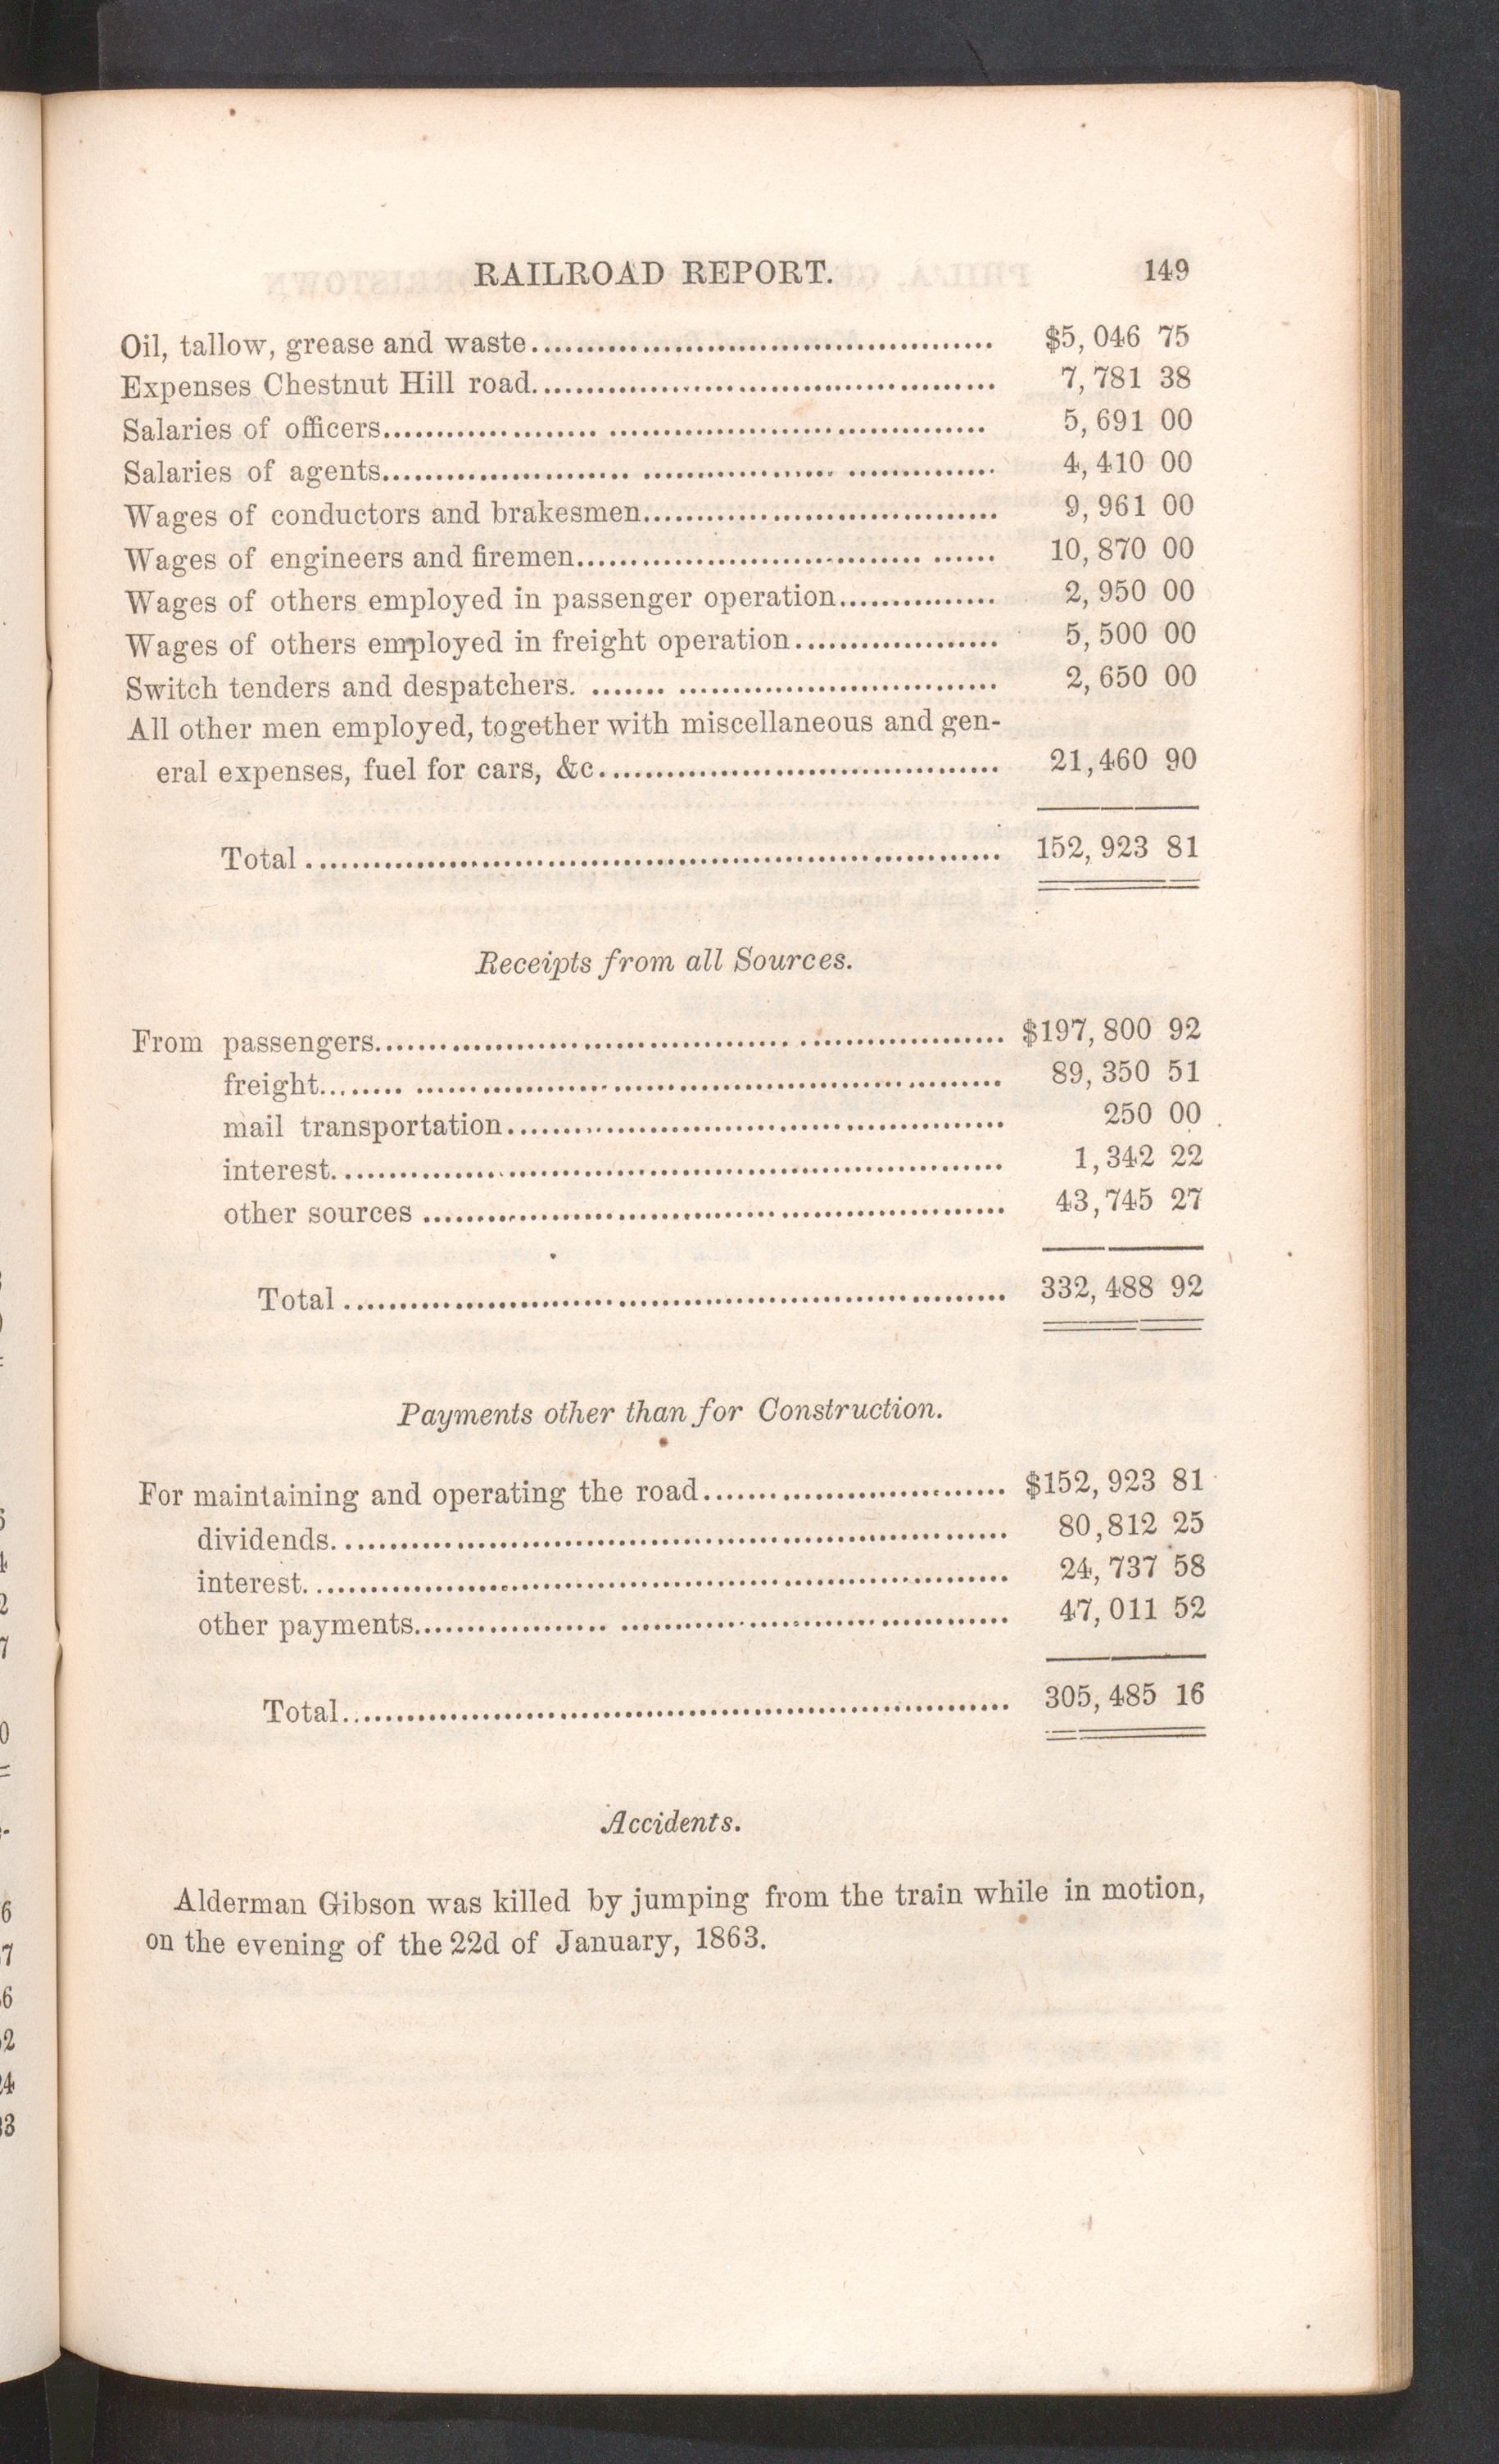 RAILROAD REPORT. 149
Oil, tallow, grease and waste........ $5,046 75
Expenses Chestnut Hill road........ 7,781 38
Salaries of officers........ 5,691 00
Salaries of agents........ 4,410 00
Wages of conductors and brakesmen........ 9,961 00
Wages of engineers and firemen........ 10,870 00
Wages of others employed in passenger operation........ 2,950 00
Wages of others employed in freight operation........ 5,500 00
Switch tenders and despatchers. ........ 2,650 00
All other men employed, together with miscellaneous and gen-
eral expenses, fuel for cars, &c........ 21,460 90
Total ........ 152,923 81
Receipts from all Sources.
From passengers........ $197,800 92
freight........ 89,350 51
mail transportation........ 250 00
interest........ 1,342 22
other sources ........ 43,745 27
Total ........ 332,488 92
Payments other than for Construction.
For maintaining and operating the road........ $152,923 81
dividends........ 80,812 25
interest........ 24,737 58
other payments........ 47,011 52
Total........ 305,485 16
Accidents.
Alderman Gibson was killed by jumping from the train while in motion,
on the evening of the 22d of January, 1863.